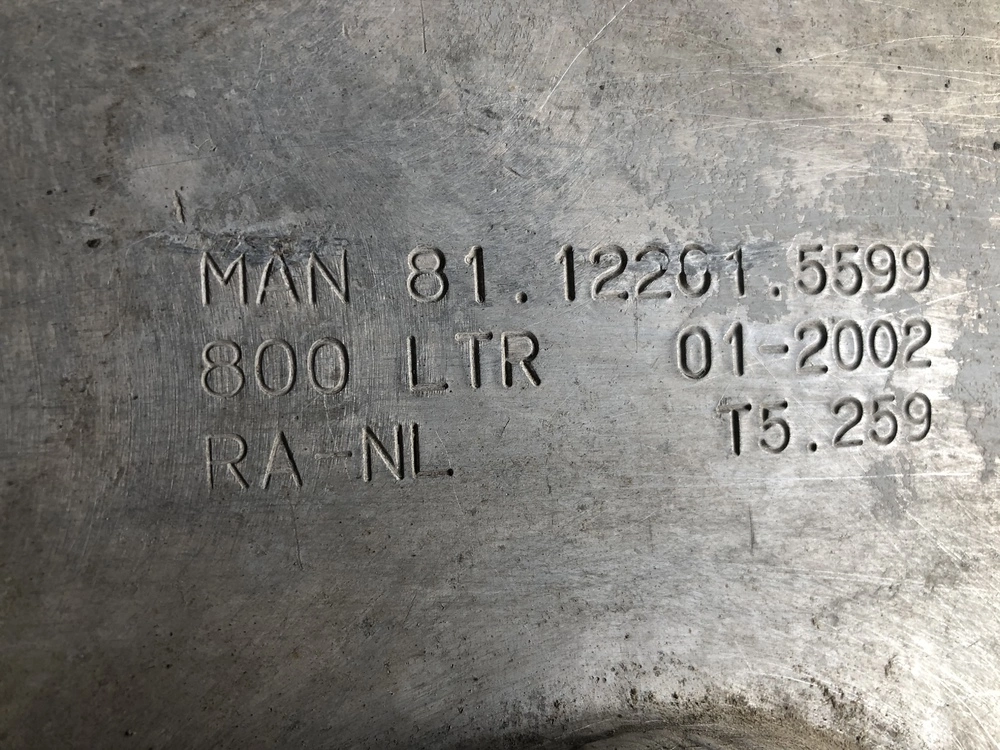 MAN 81.12201.5599
800 LTR 01-2002
RA-NL T5.259